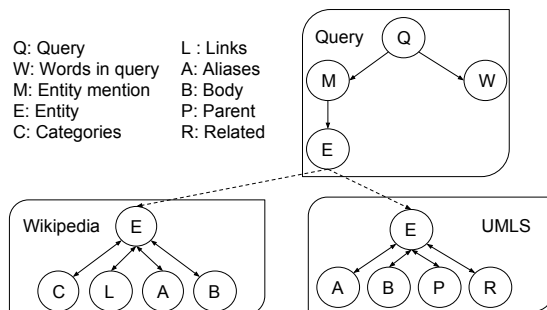 Q: Query L : Links
W: Words in query A: Aliases
M: Entity mention B: Body
E: Entity P: Parent
C: Categories R: Related
Query Q
M W
E
Wikipedia E
C L A B
E UMLS
A B P R